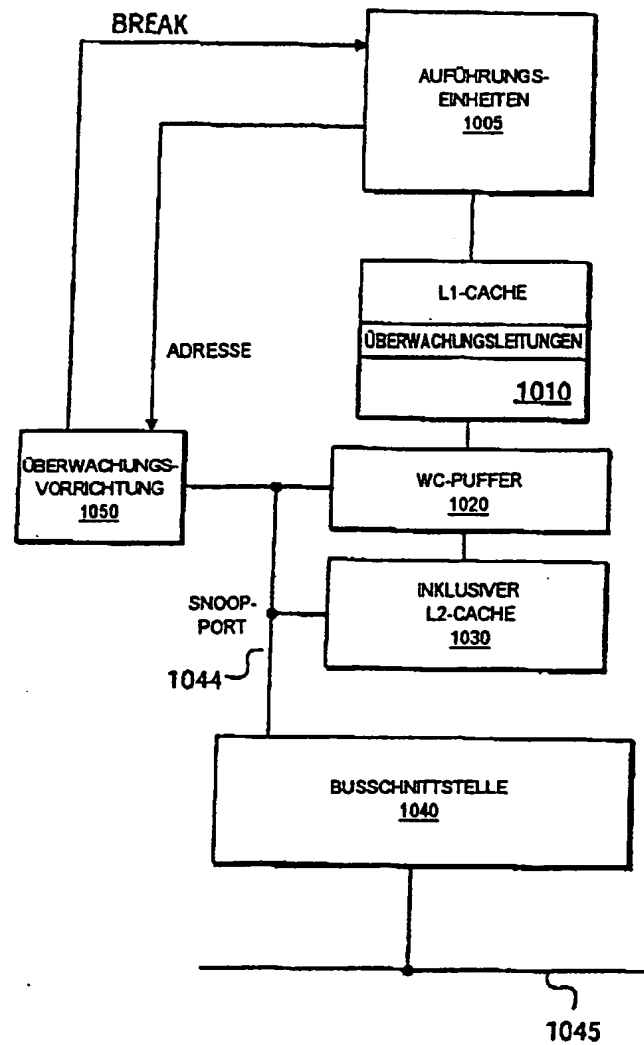 BREAK
AUFÜHRUNGS-
EINHEITEN
1005
L1-CACHE
ÜBERWACHUNGSLEITUNGEN
1010
ADRESSE
ÜBERWACHUNGS-
VORRICHTUNG
1050
WC-PUFFER
1020
INKLUSIVER
L2-CACHE
1030
SNOOP-
PORT
1044
BUSSCHNITTSTELLE
1040
1045